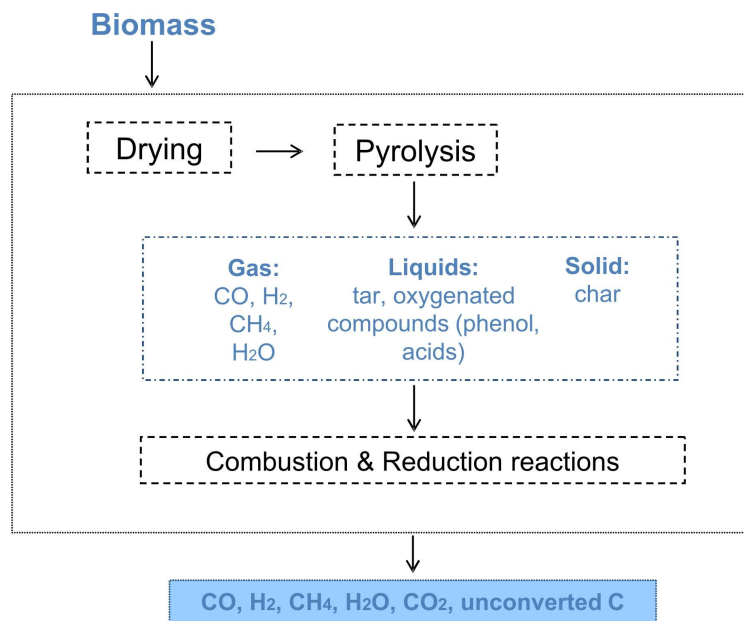 Biomass
Drying
Pyrolysis
Gas:
CO, H2,
CH4,
H2O
Liquids:
tar, oxygenated
compounds (phenol,
acids)
Solid:
char
Combustion & Reduction reactions
CO, H2, CH4, H2O, CO2, unconverted C